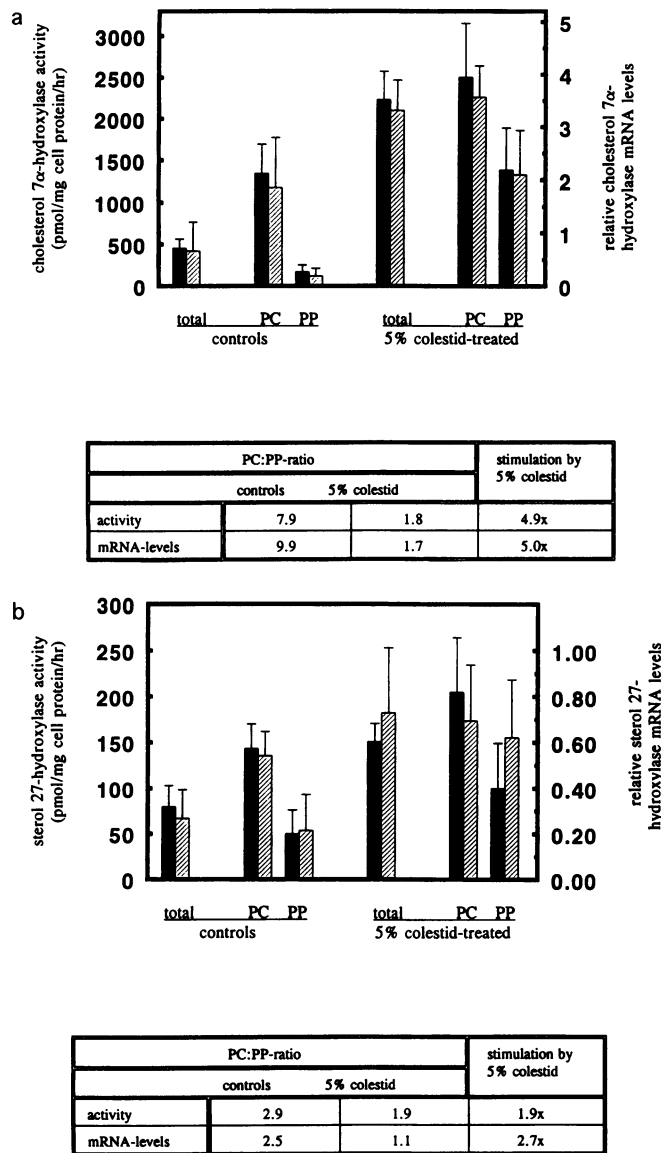 a
cholesterol 7α-hydroxylase activity
(pmol/mg cell protein/hr)
3000
2500
2000
1500
1000
500
0
5
4
3
2
1
0
relative cholesterol 7α-
hydroxylase mRNA levels
total PC PP total PC PP
controls 5% colestid-treated
PC:PP-ratio stimulation by
5% colestid
controls 5% colestid
activity 7.9 1.8 4.9x
mRNA-levels 9.9 1.7 5.0x
b
sterol 27-hydroxylase activity
(pmol/mg cell protein/hr)
300
250
200
150
100
50
0
1.00
0.80
0.60
0.40
0.20
0.00
relative sterol 27-
hydroxylase mRNA levels
total PC PP total PC PP
controls 5% colestid-treated
PC:PP-ratio stimulation by
5% colestid
controls 5% colestid
activity 2.9 1.9 1.9x
mRNA-levels 2.5 1.1 2.7x